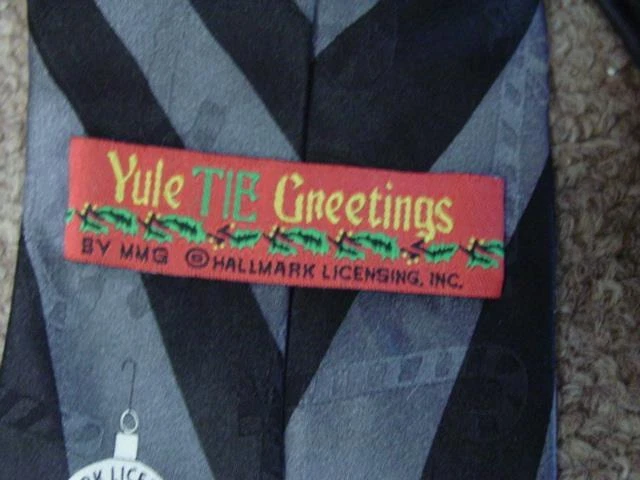 Yule TIE Greetings
BY MMG ©HALLMARK LICENSING, INC.